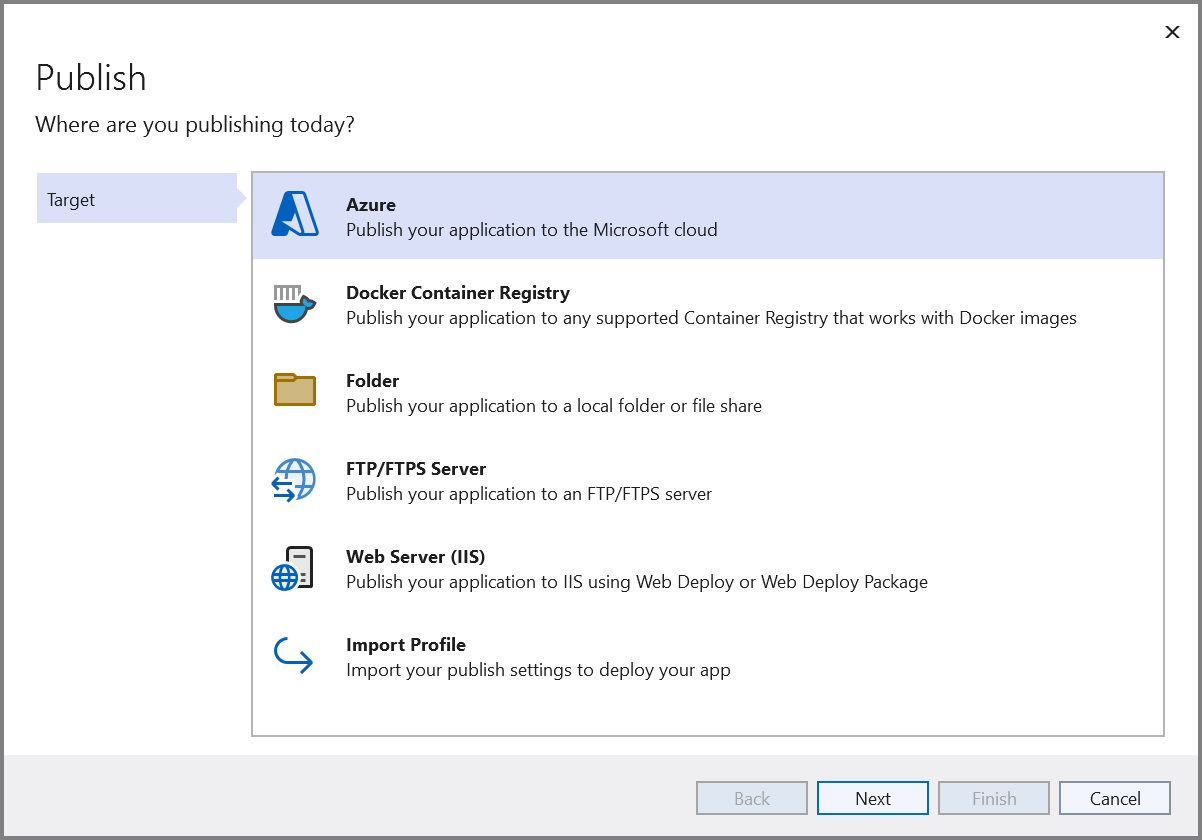 Publish
Where are you publishing today?
Target
Azure
Publish your application to the Microsoft cloud
Docker Container Registry
Publish your application to any supported Container Registry that works with Docker images
Folder
Publish your application to a local folder or file share
FTP/FTPS Server
Publish your application to an FTP/FTPS server
Web Server (IIS)
Publish your application to IIS using Web Deploy or Web Deploy Package
Import Profile
Import your publish settings to deploy your app
Back
Next
Finish
Cancel